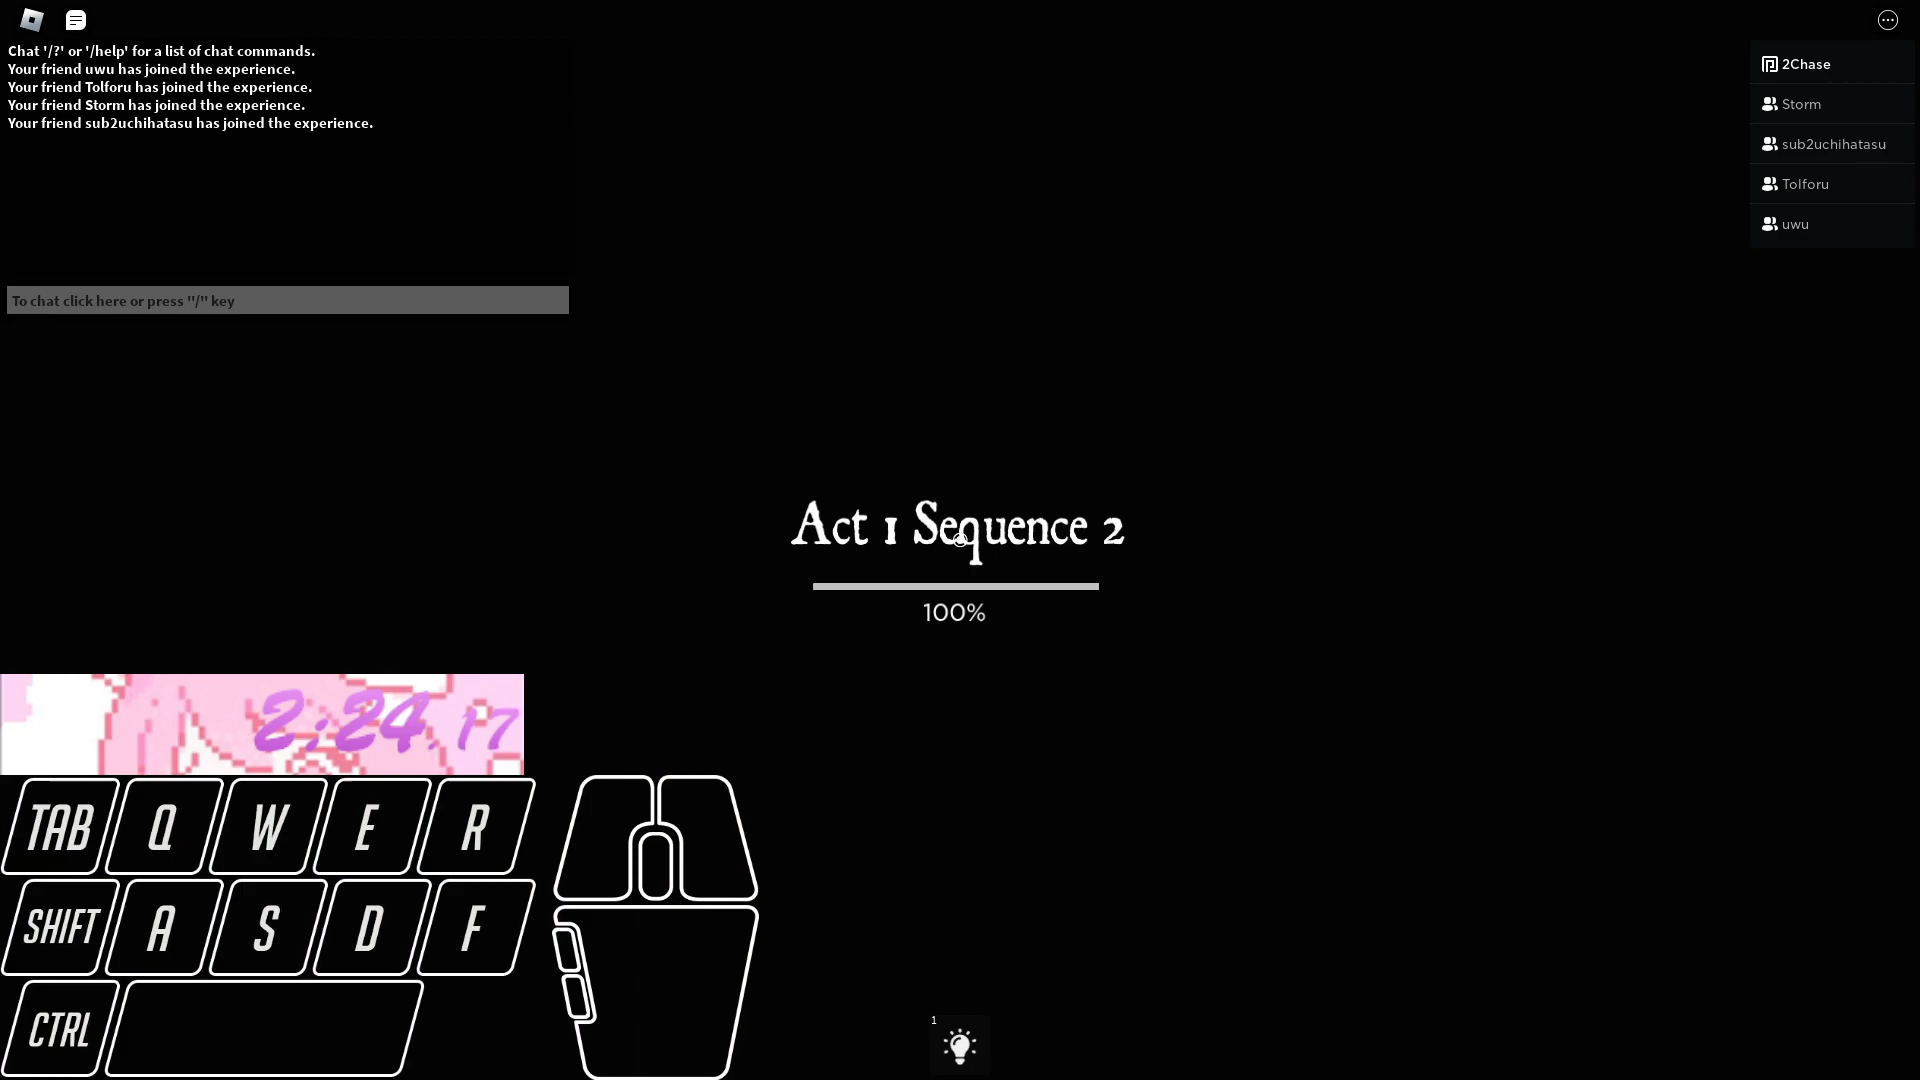 Chat '/?' or '/help' for a list of chat commands.
Your friend uwu has joined the experience.
Your friend Tolforu has joined the experience.
Your friend Storm has joined the experience.
Your friend sub2uchihatasu has joined the experience.
To chat click here or press "/" key
2Chase
Storm
sub2uchihatasu
Tolforu
uwu
Act 1 Sequence 2
100%
2:24.17
TAB Q W E R
SHIFT A S D F
CTRL
1